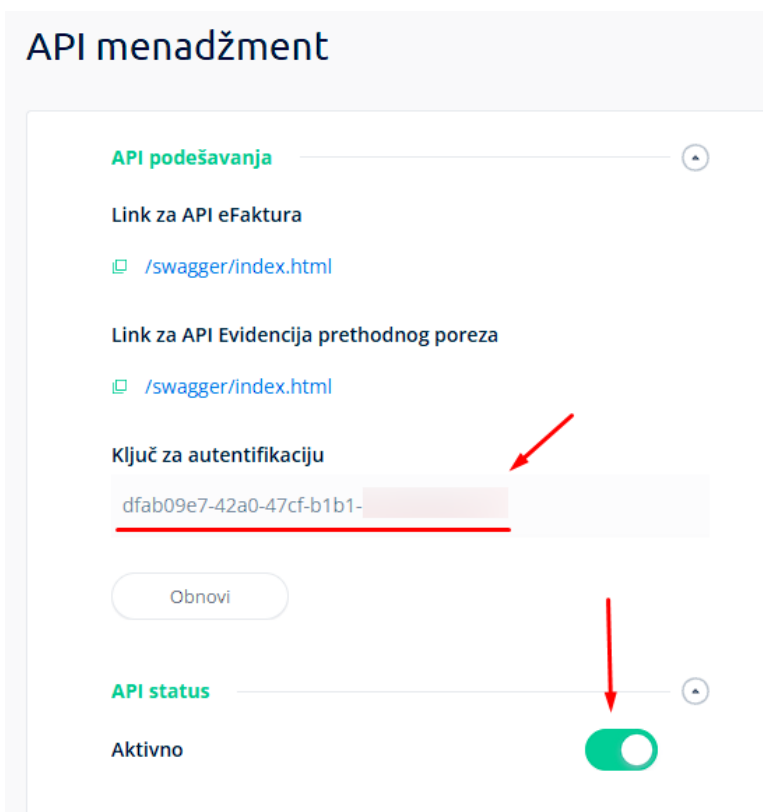 API menadžment
API podešavanja
Link za API eFaktura
/swagger/index.html
Link za API Evidencija prethodnog poreza
/swagger/index.html
Ključ za autentifikaciju
dfab09e7-42a0-47cf-b1b1-
Obnovi
API status
Aktivno